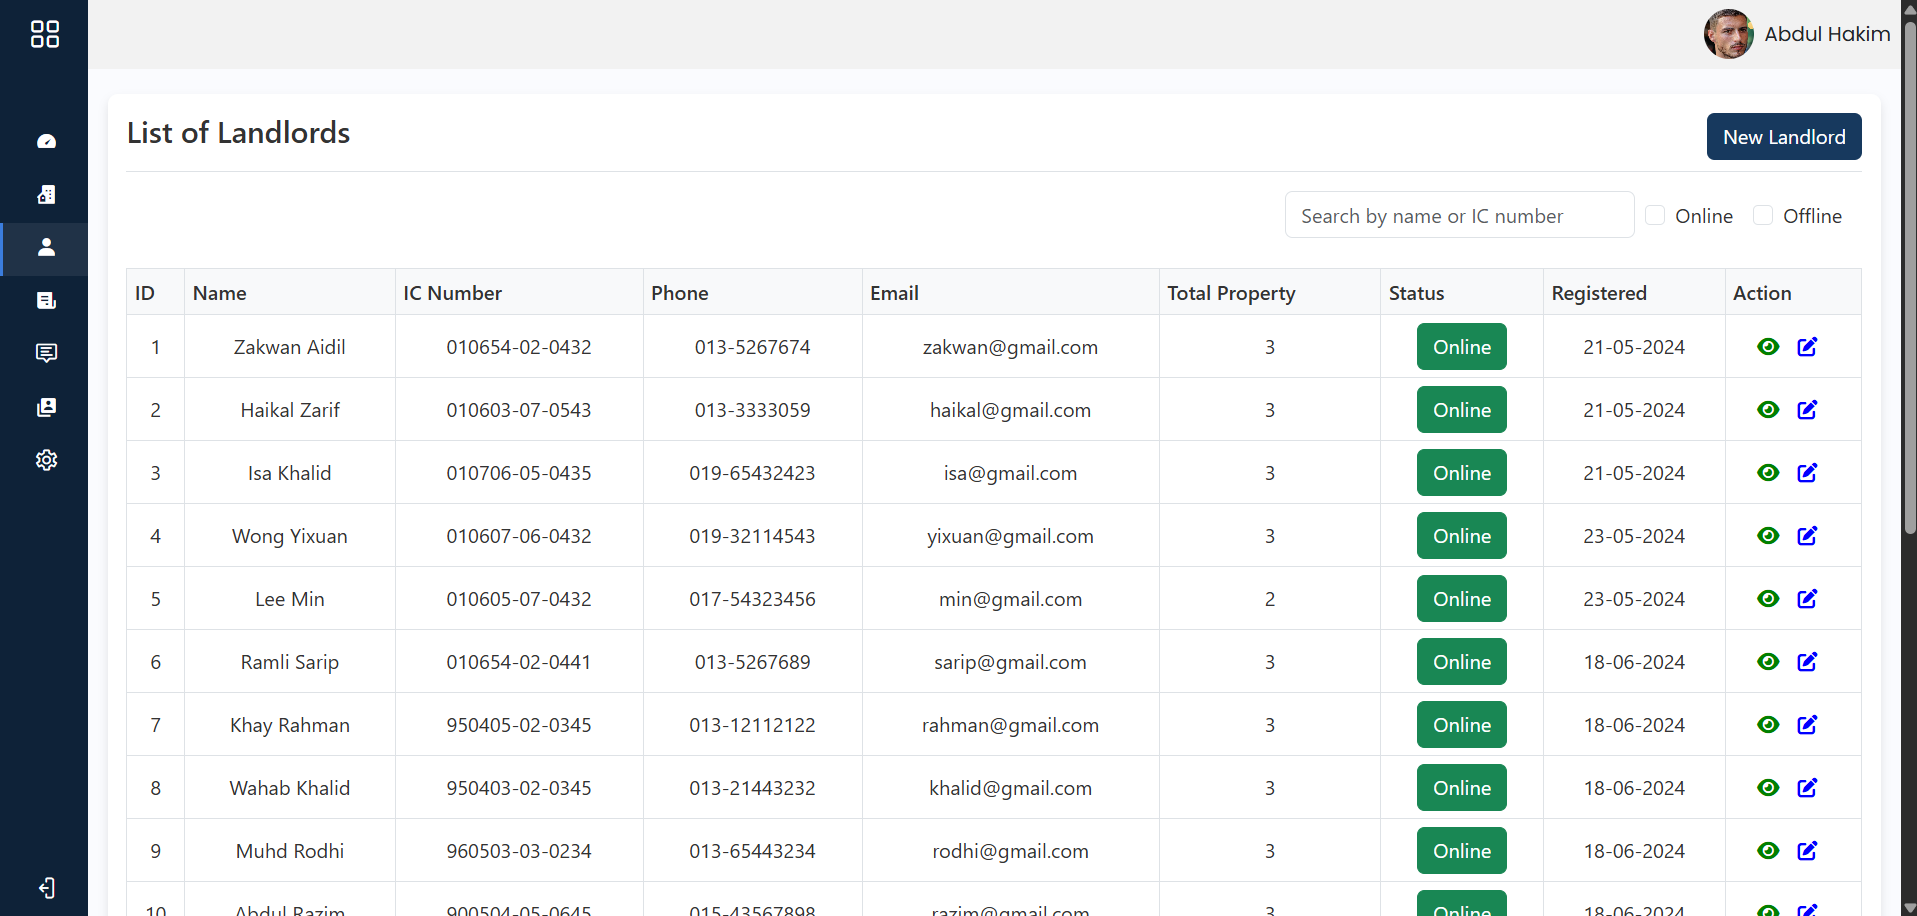 Abdul Hakim
List of Landlords
New Landlord
Search by name or IC number
Online
Offline
ID Name IC Number Phone Email Total Property Status Registered Action
1 Zakwan Aidil 010654-02-0432 013-5267674 zakwan@gmail.com 3 Online 21-05-2024
2 Haikal Zarif 010603-07-0543 013-3333059 haikal@gmail.com 3 Online 21-05-2024
3 Isa Khalid 010706-05-0435 019-65432423 isa@gmail.com 3 Online 21-05-2024
4 Wong Yixuan 010607-06-0432 019-32114543 yixuan@gmail.com 3 Online 23-05-2024
5 Lee Min 010605-07-0432 017-54323456 min@gmail.com 2 Online 23-05-2024
6 Ramli Sarip 010654-02-0441 013-5267689 sarip@gmail.com 3 Online 18-06-2024
7 Khay Rahman 950405-02-0345 013-12112122 rahman@gmail.com 3 Online 18-06-2024
8 Wahab Khalid 950403-02-0345 013-21443232 khalid@gmail.com 3 Online 18-06-2024
9 Muhd Rodhi 960503-03-0234 013-65443234 rodhi@gmail.com 3 Online 18-06-2024
10 Abdul Razim 900504-05-0645 015-43567898 razim@gmail.com 3 Online 18-06-2024